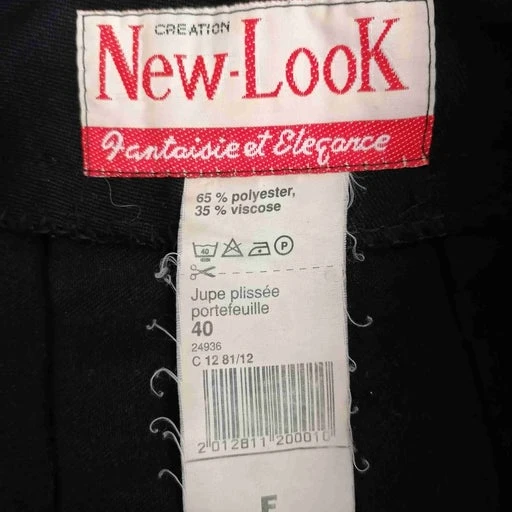 CREATION
New-Look
Fantaisie et Elegance
65 % polyester,
35 % viscose
40 P
Jupe plissée
portefeuille
40
24936
C 12 81/12
2 012811 200010
F